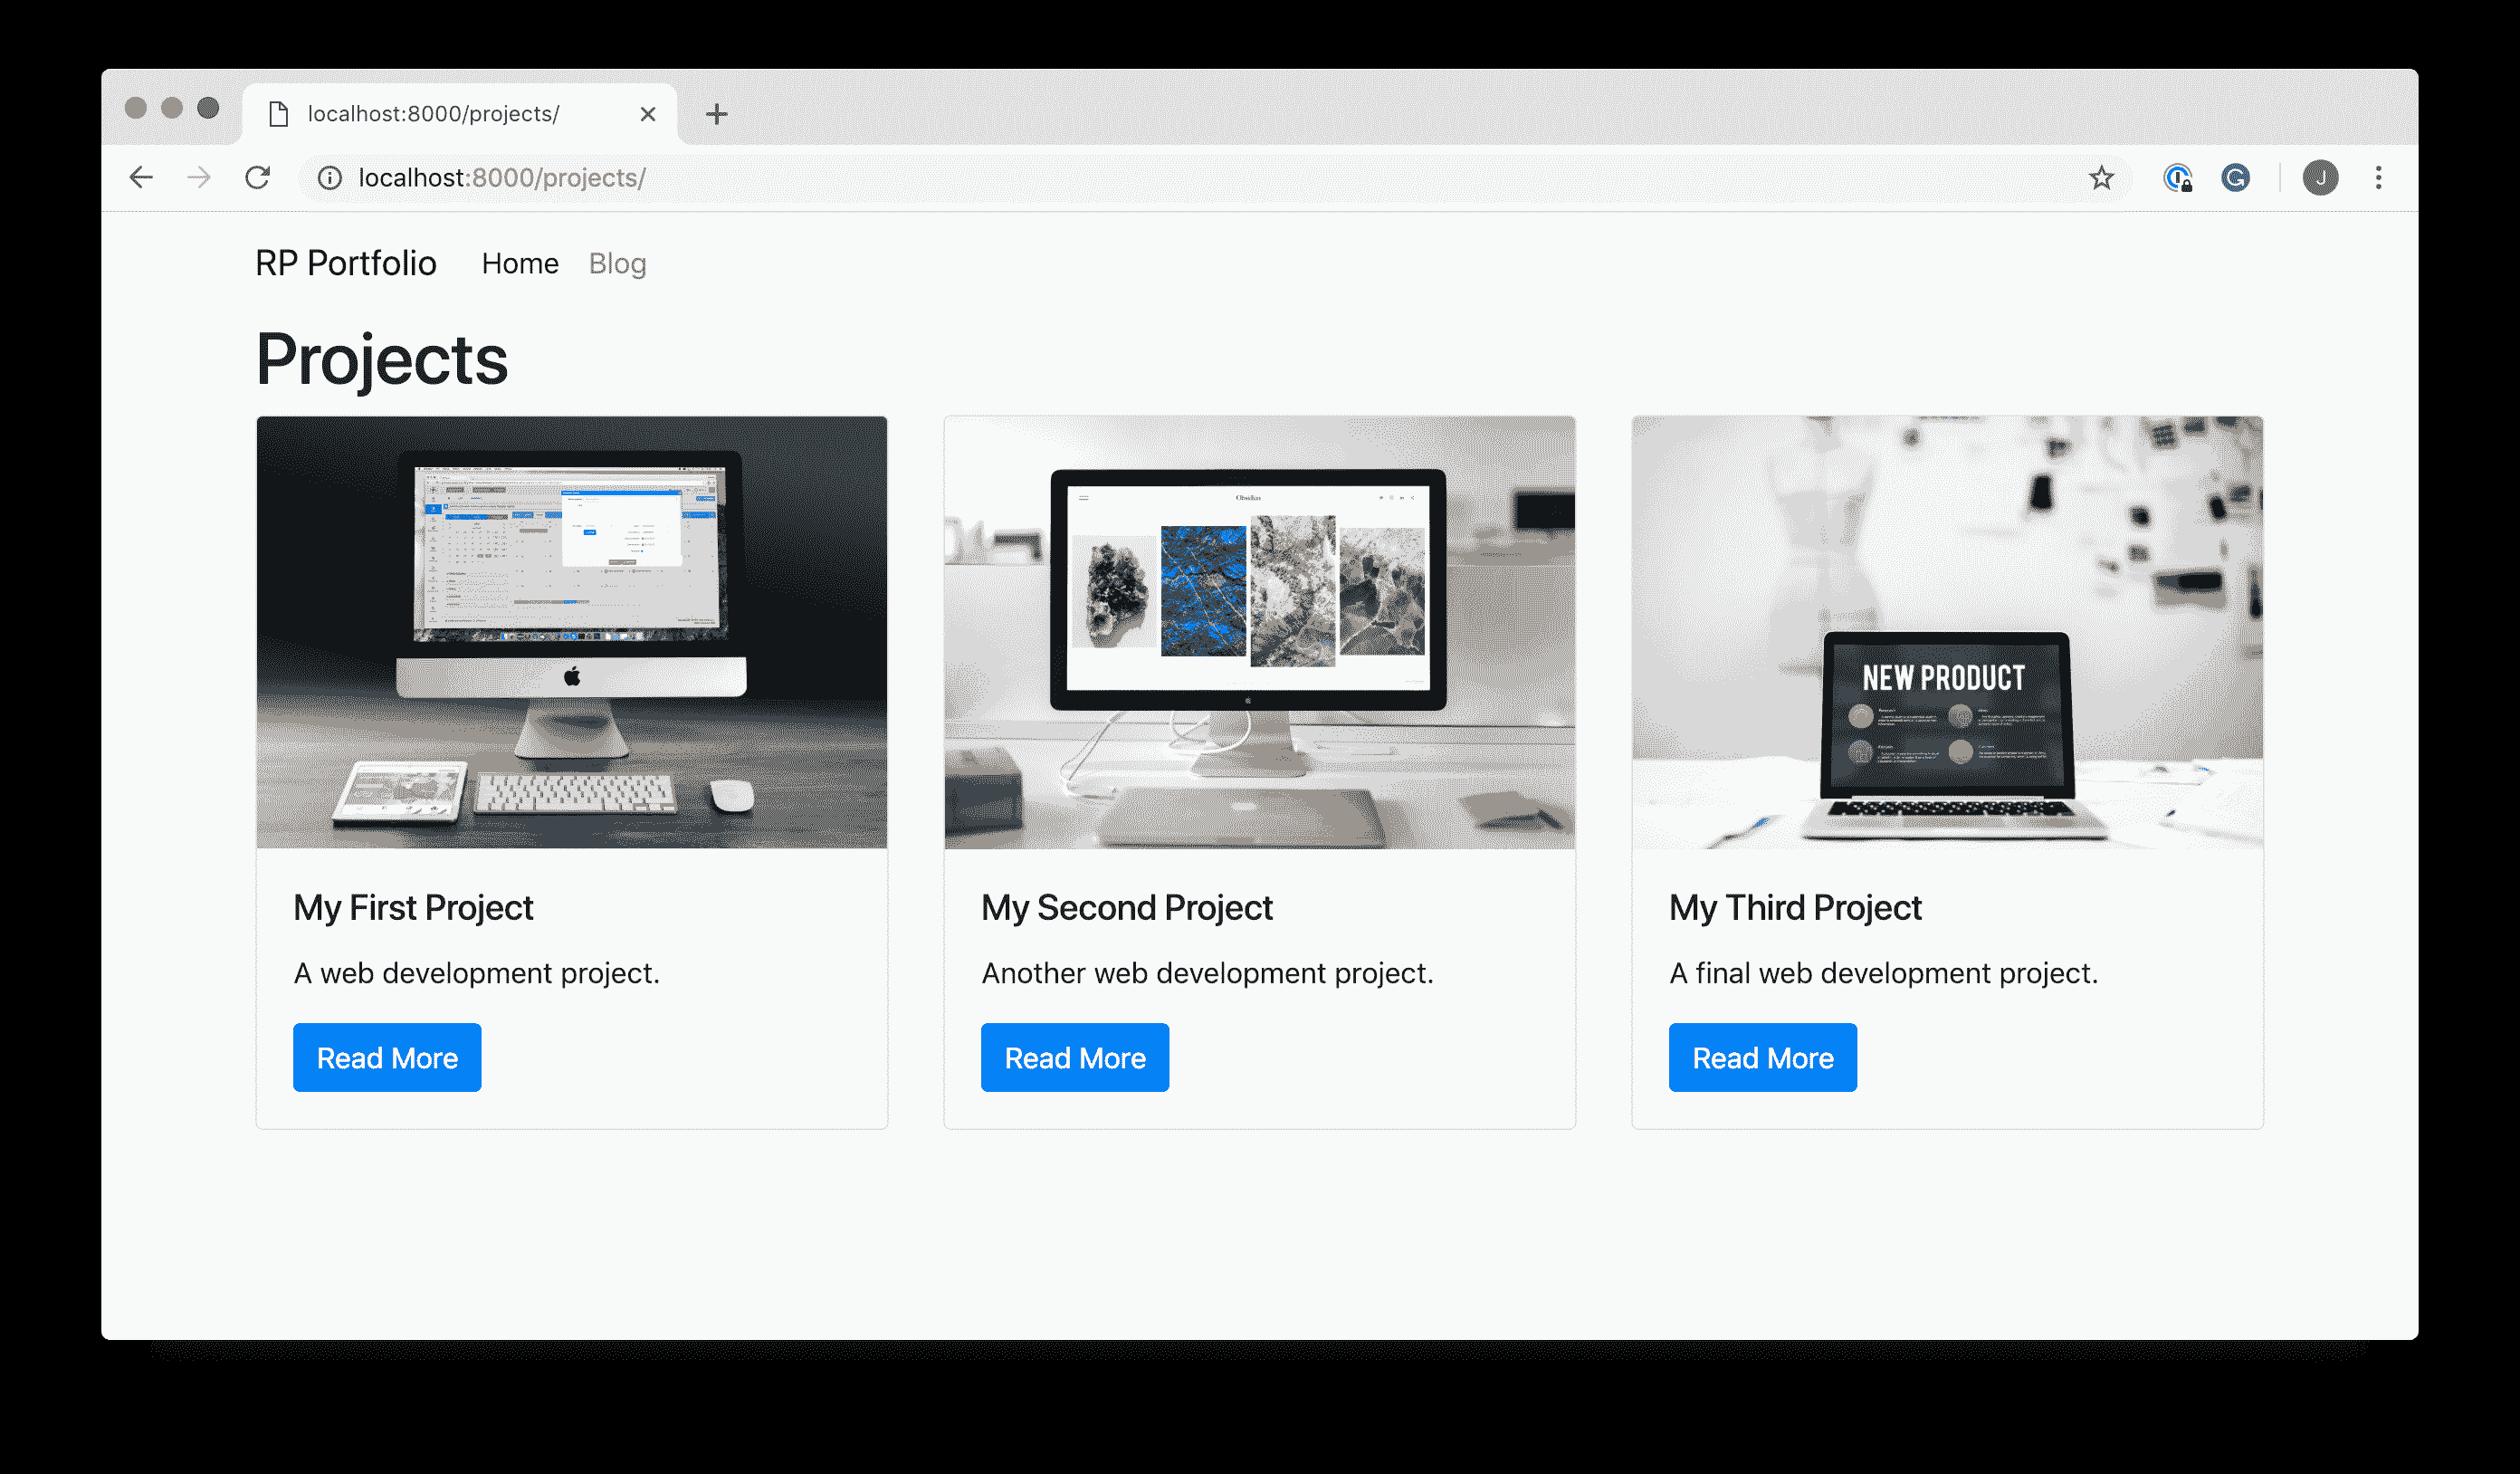 localhost:8000/projects/
localhost:8000/projects/
J
RP Portfolio Home Blog
Projects
Obsidian
NEW PRODUCT
My First Project
A web development project.
Read More
My Second Project
Another web development project.
Read More
My Third Project
A final web development project.
Read More